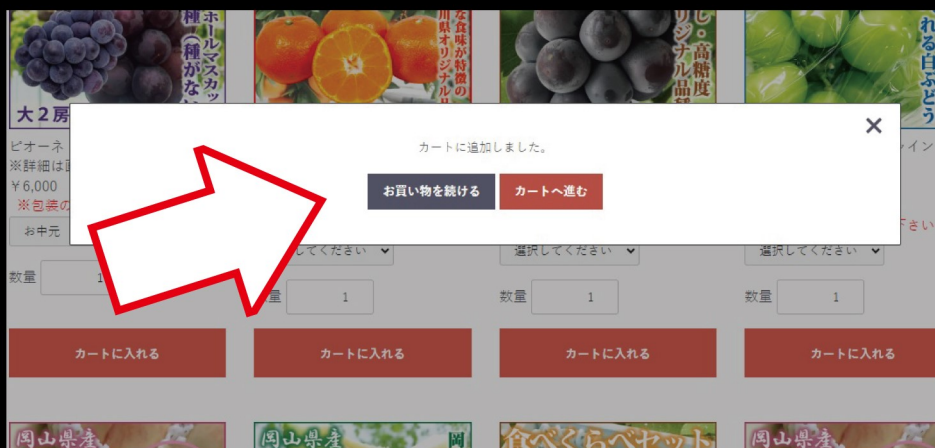 ホールマスカッ
種(種がな
大2房
な食味が特徴の
川県オリジナル品
し・高糖度
リジナル品種
れる白ぶどう
カートに追加しました。
お買い物を続ける
カートへ進む
ピオーネ
※詳細は
¥6,000
※包装の
お中元
イン
下さい
してください
選択してください
選択してください
数量
1
量
1
数量
1
数量
1
カートに入れる
カートに入れる
カートに入れる
カートに入れる
岡山県産
岡山県産
岡
食べくらべセット
岡山県産